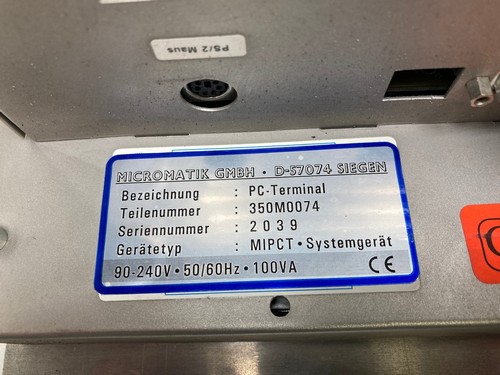 PS/2 Maus
MICROMATIK GMBH • D-57074 SIEGEN
Bezeichnung : PC-Terminal
Teilenummer : 350M0074
Seriennummer : 2039
Gerätetyp : MIPCT • Systemgerät
90-240V • 50/60Hz • 100VA CE